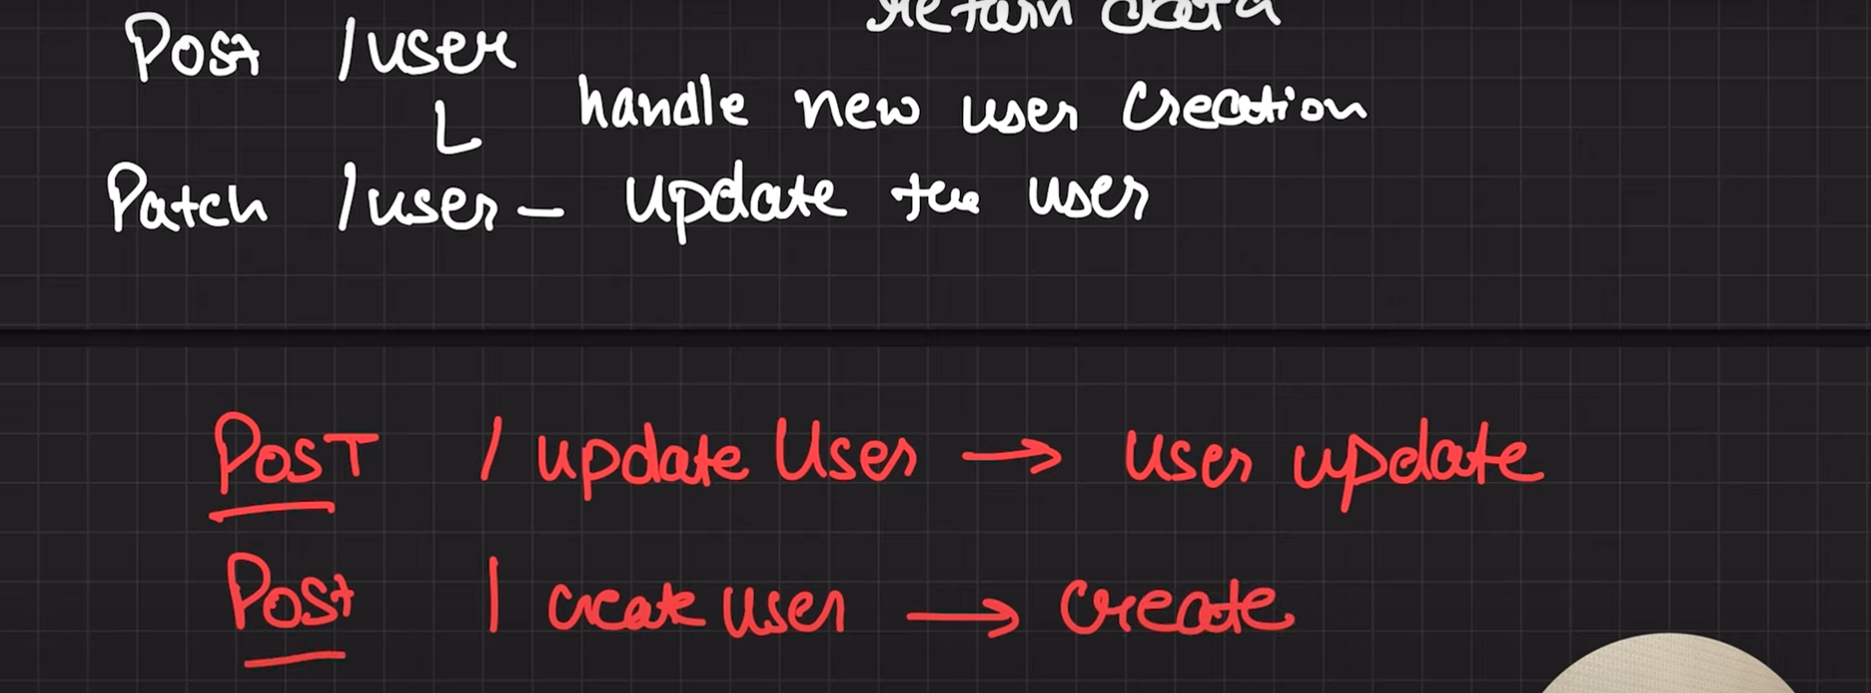 Return data
Post /user
handle new user creation
Patch /user - update the user
POST /updateUser → user update
Post /createuser → create